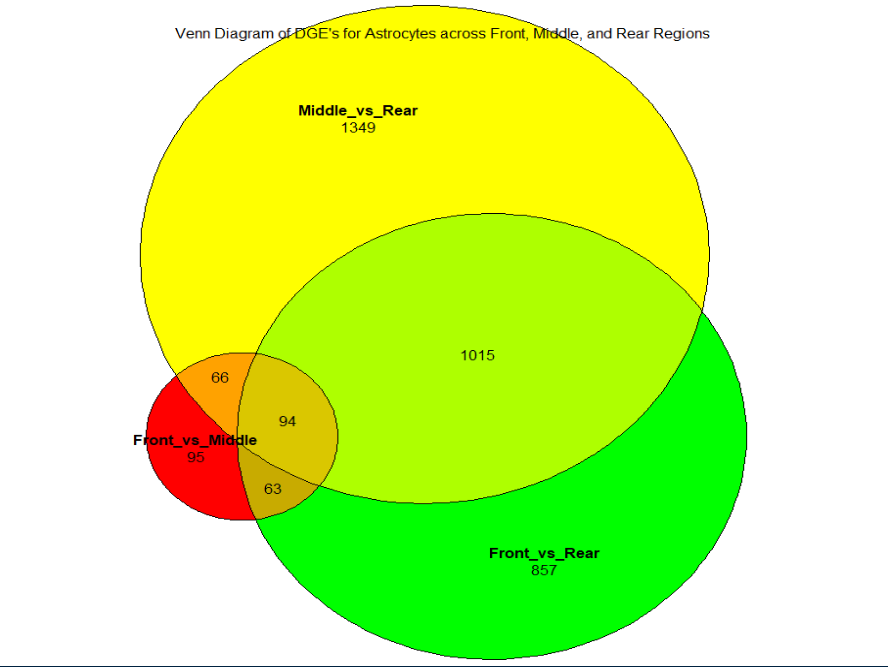 Venn Diagram of DGE's for Astrocytes across Front, Middle, and Rear Regions
Middle_vs_Rear
1349
1015
66
94
Front_vs_Middle
95
63
Front_vs_Rear
857